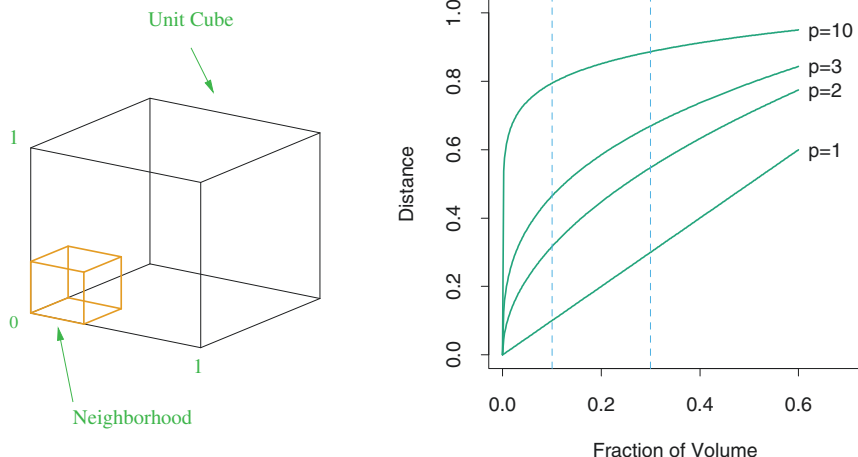 Unit Cube
1
0
1
Neighborhood
1.0
0.8
0.6
0.4
0.2
0.0
Distance
p=10
p=3
p=2
p=1
0.0 0.2 0.4 0.6
Fraction of Volume